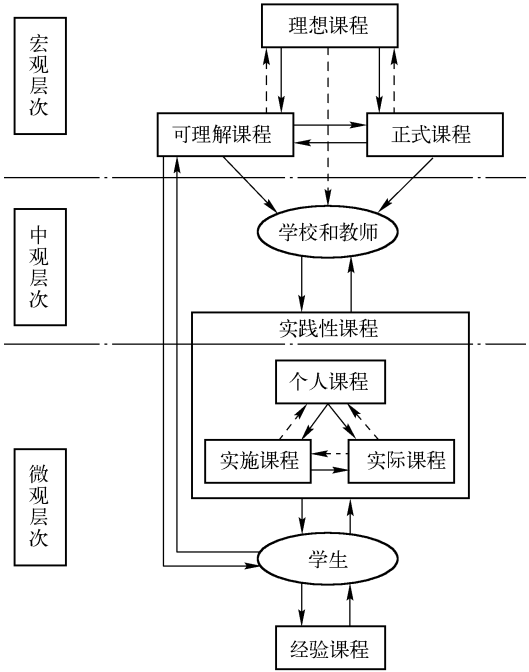 理想课程
宏观层次
可理解课程
正式课程
中观层次
学校和教师
实践性课程
个人课程
实施课程
实际课程
微观层次
学生
经验课程